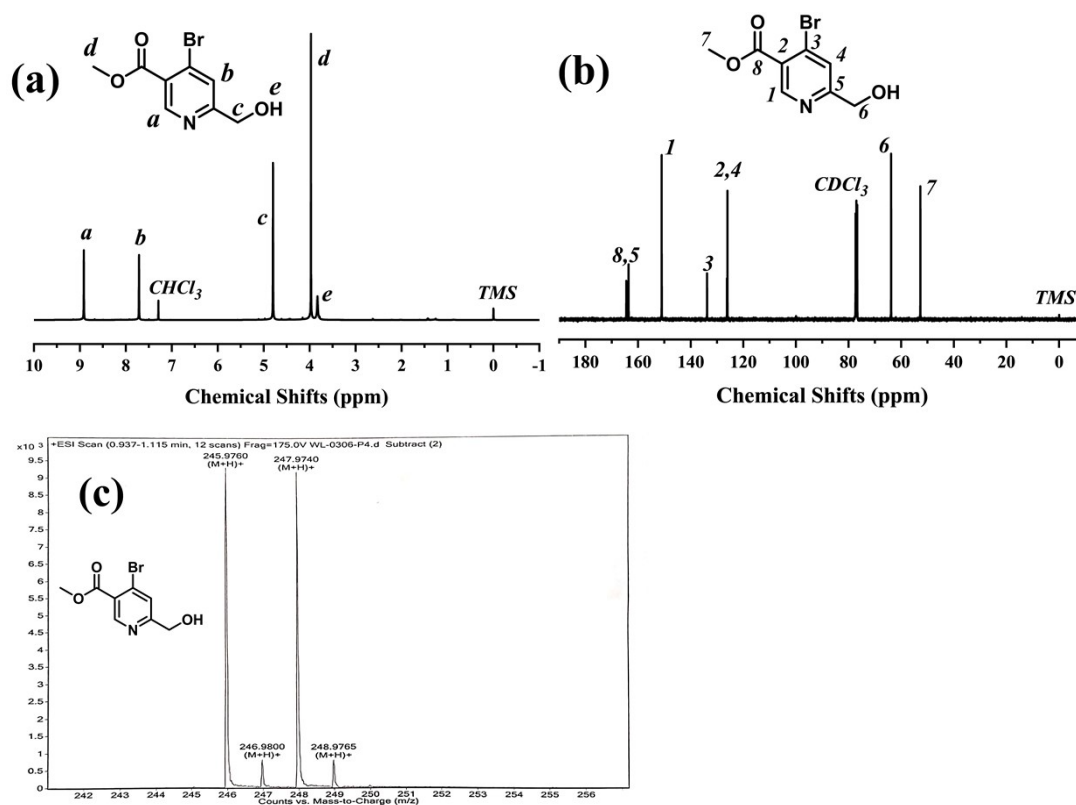 (a)
d
O
Br
b
e
O
a
N
c
OH
d
c
a
b
CHCl3
e
TMS
10 9 8 7 6 5 4 3 2 1 0 -1
Chemical Shifts (ppm)
(b)
7
O
Br
2
3
4
O
8
1
5
OH
N
6
1
6
2,4
CDCl3
7
8,5
3
TMS
180 160 140 120 100 80 60 40 20 0
Chemical Shifts (ppm)
x10 3
+ESI Scan (0.937-1.115 min, 12 scans) Frag=175.0V WL-0306-P4.d Subtract (2)
9.5
9
8.5
8
7.5
7
6.5
6
5.5
5
4.5
4
3.5
3
2.5
2
1.5
1
0.5
0
245.9760
(M+H)+
247.9740
(M+H)+
(c)
O
Br
O
N
OH
246.9800
(M+H)+
248.9765
(M+H)+
242 243 244 245 246 247 248 249 250 251 252 253 254 255 256
Counts vs. Mass-to-Charge (m/z)